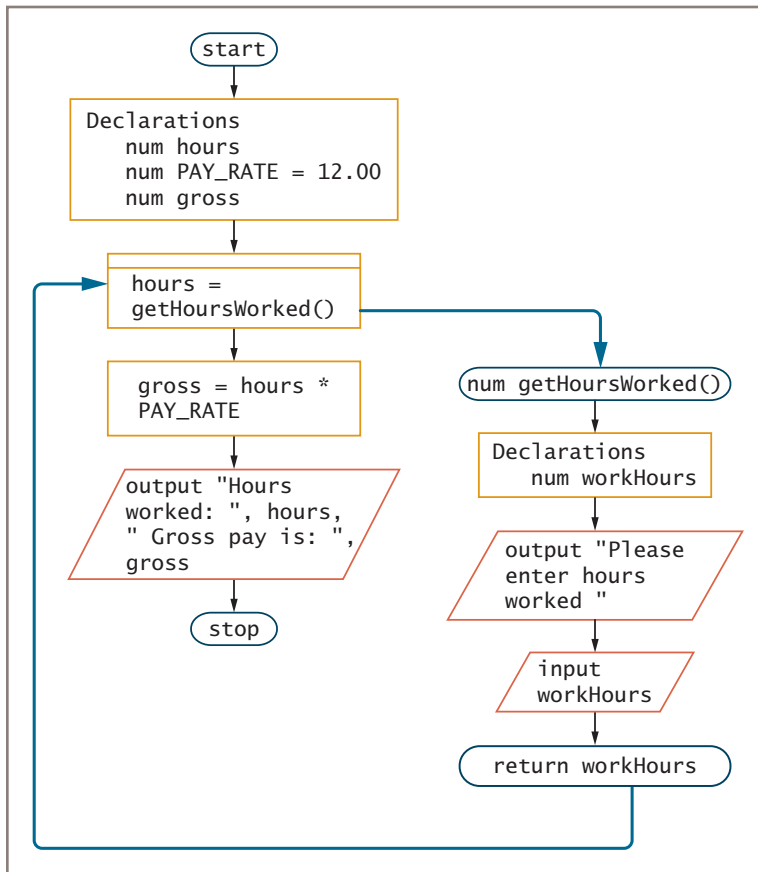 start
Declarations
num hours
num PAY_RATE = 12.00
num gross
hours =
getHoursWorked()
gross = hours *
PAY_RATE
output "Hours
worked: ", hours,
" Gross pay is: ",
gross
stop
num getHoursWorked()
Declarations
num workHours
output "Please
enter hours
worked "
input
workHours
return workHours